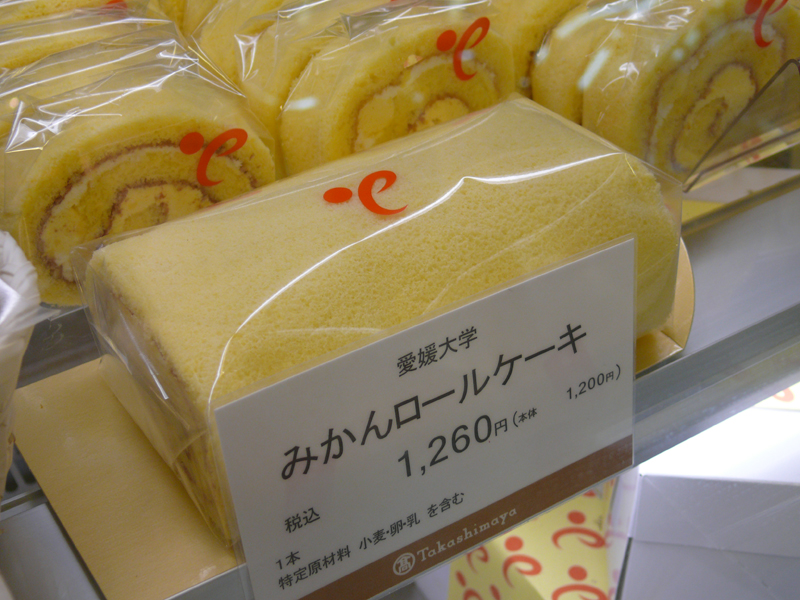 愛媛大学
みかんロールケーキ
1,260円(本体 1,200円)
税込
1本
特定原材料 小麦・卵・乳 を含む
髙 Takashimaya